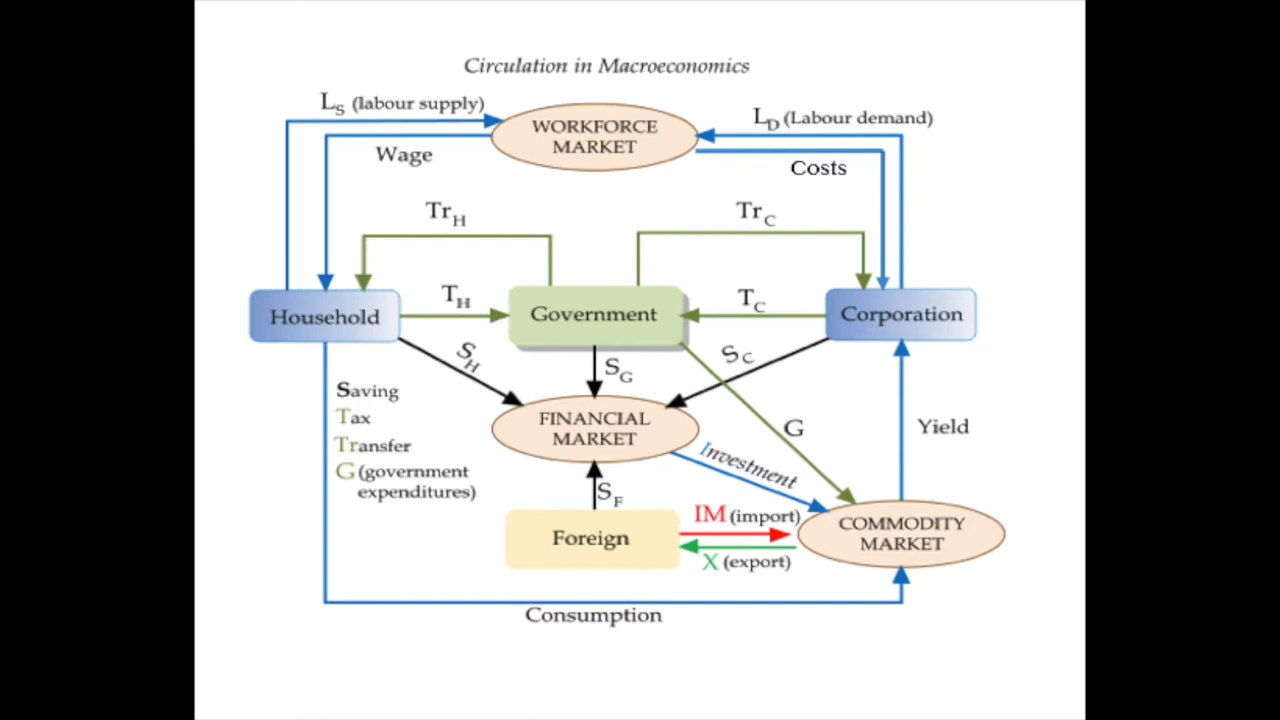 Circulation in Macroeconomics
LS (labour supply)
WORKFORCE
MARKET
LD (Labour demand)
Wage
Costs
TrH
TrC
Household
TH
Government
TC
Corporation
SH
SG
SC
Saving
Tax
Transfer
G (government
expenditures)
FINANCIAL
MARKET
G
Yield
Investment
SF
Foreign
IM (import)
X (export)
COMMODITY
MARKET
Consumption